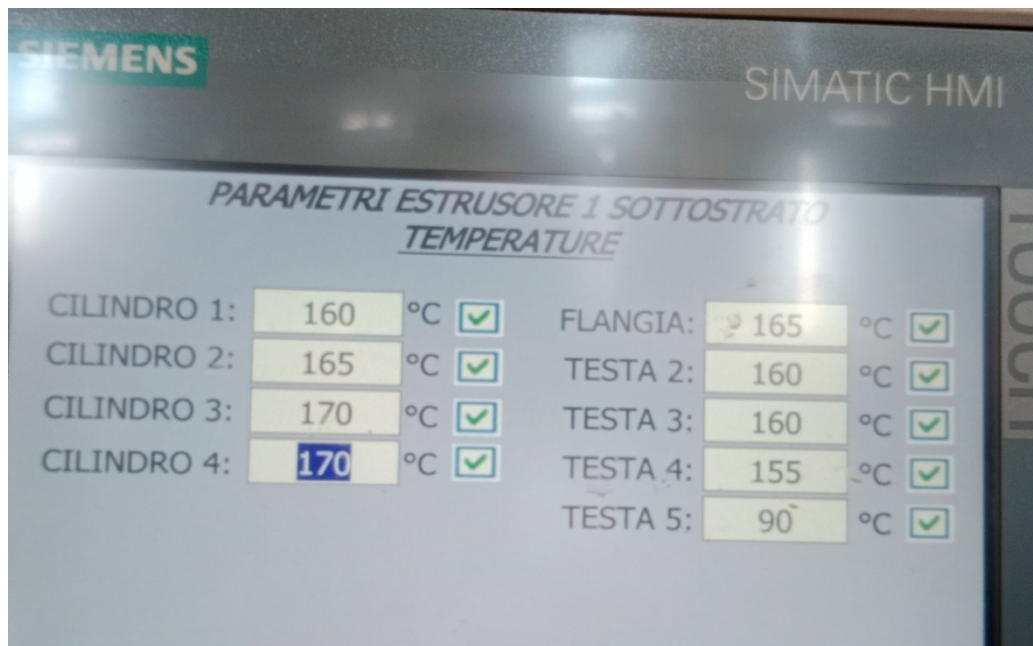 SIEMENS
SIMATIC HMI
TOUCH
PARAMETRI ESTRUSORE 1 SOTTOSTRATO
TEMPERATURE
CILINDRO 1: 160 °C
CILINDRO 2: 165 °C
CILINDRO 3: 170 °C
CILINDRO 4: 170 °C
FLANGIA: 165 °C
TESTA 2: 160 °C
TESTA 3: 160 °C
TESTA 4: 155 °C
TESTA 5: 90 °C